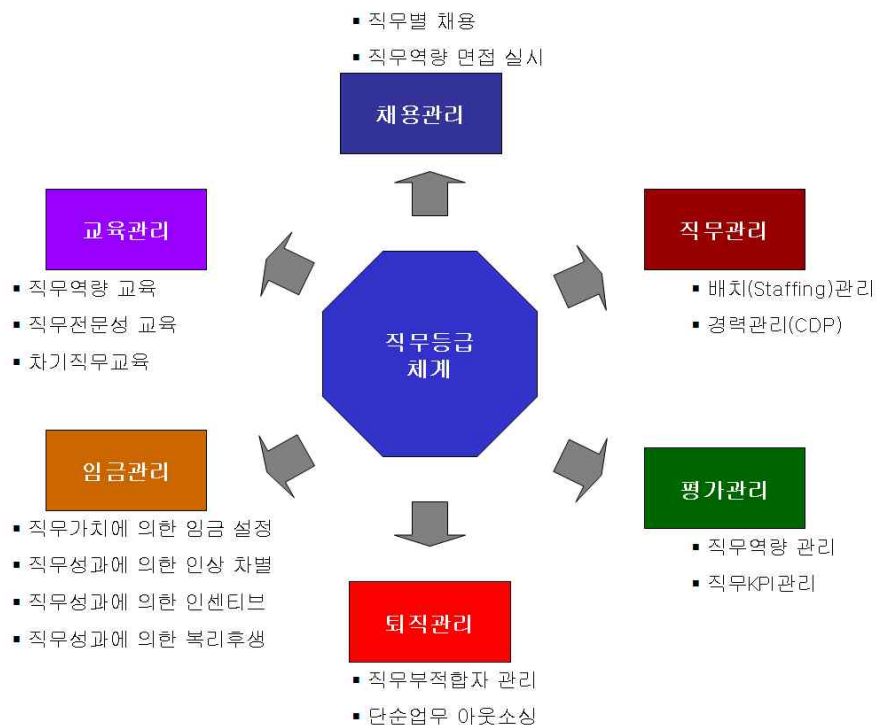 ▪ 직무별 채용
▪ 직무역량 면접 실시
채용관리
교육관리
▪ 직무역량 교육
▪ 직무전문성 교육
▪ 차기직무교육
직무관리
▪ 배치(Staffing)관리
▪ 경력관리(CDP)
직무등급
체계
임금관리
▪ 직무가치에 의한 임금 설정
▪ 직무성과에 의한 인상 차별
▪ 직무성과에 의한 인센티브
▪ 직무성과에 의한 복리후생
평가관리
▪ 직무역량 관리
▪ 직무KPI관리
퇴직관리
▪ 직무부적합자 관리
▪ 단순업무 아웃소싱